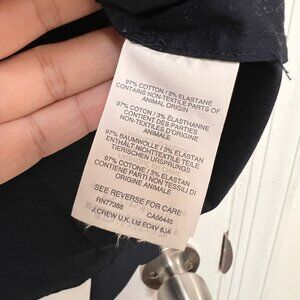 97% COTTON / 3% ELASTANE
CONTAINS NON-TEXTILE PARTS OF
ANIMAL ORIGIN
97% COTON / 3% ÉLASTHANNE
CONTIENT DES PARTIES
NON-TEXTILES D'ORIGINE
ANIMALE
97% BAUMWOLLE / 3% ELASTAN
ENTHÄLT NICHTTEXTILE TEILE
TIERISCHEN URSPRUNGS
97% COTONE / 3% ELASTAN
CONTIENE PARTI NON TESSILI DI
ORIGINE ANIMALE
SEE REVERSE FOR CARE
RN77388 CA56445
J.CREW U.K. Ltd EC4V 6JA